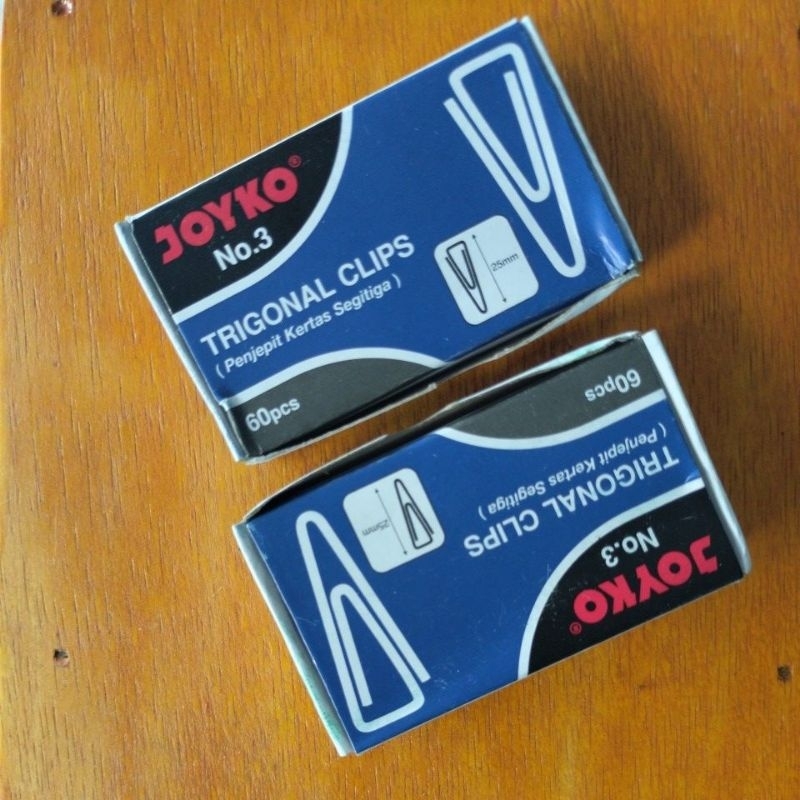 JOYKO®
No.3
TRIGONAL CLIPS
( Penjepit Kertas Segitiga )
25mm
60pcs
JOYKO®
No.3
TRIGONAL CLIPS
( Penjepit Kertas Segitiga )
25mm
60pcs